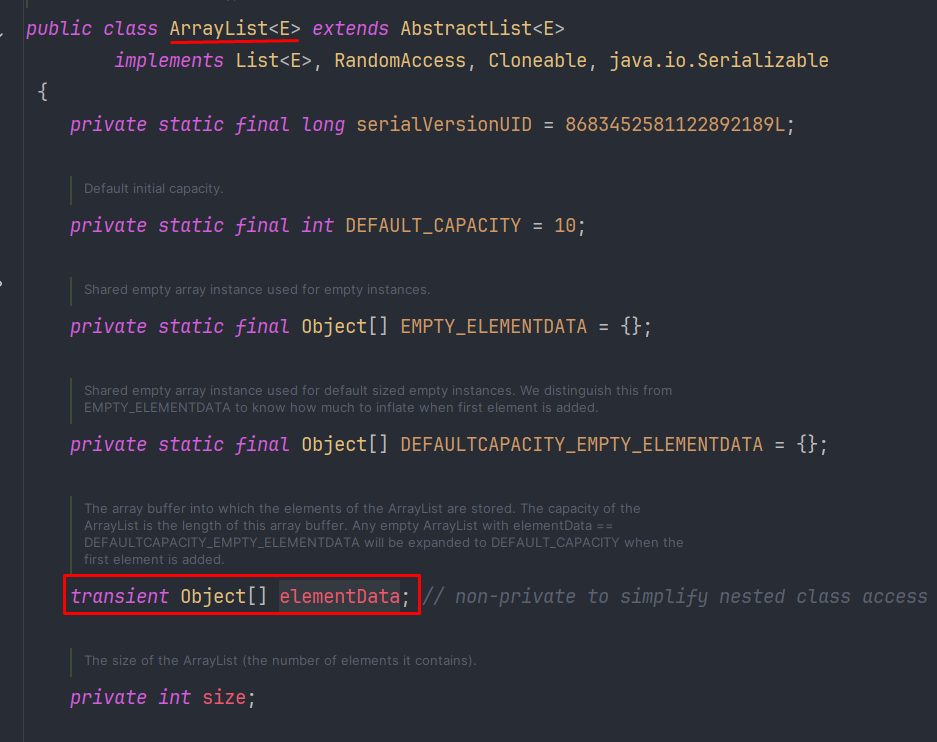 public class ArrayList<E> extends AbstractList<E>
implements List<E>, RandomAccess, Cloneable, java.io.Serializable
{
private static final long serialVersionUID = 8683452581122892189L;
Default initial capacity.
private static final int DEFAULT_CAPACITY = 10;
Shared empty array instance used for empty instances.
private static final Object[] EMPTY_ELEMENTDATA = {};
Shared empty array instance used for default sized empty instances. We distinguish this from
EMPTY_ELEMENTDATA to know how much to inflate when first element is added.
private static final Object[] DEFAULTCAPACITY_EMPTY_ELEMENTDATA = {};
The array buffer into which the elements of the ArrayList are stored. The capacity of the
ArrayList is the length of this array buffer. Any empty ArrayList with elementData ==
DEFAULTCAPACITY_EMPTY_ELEMENTDATA will be expanded to DEFAULT_CAPACITY when the
first element is added.
transient Object[] elementData; // non-private to simplify nested class access
The size of the ArrayList (the number of elements it contains).
private int size;